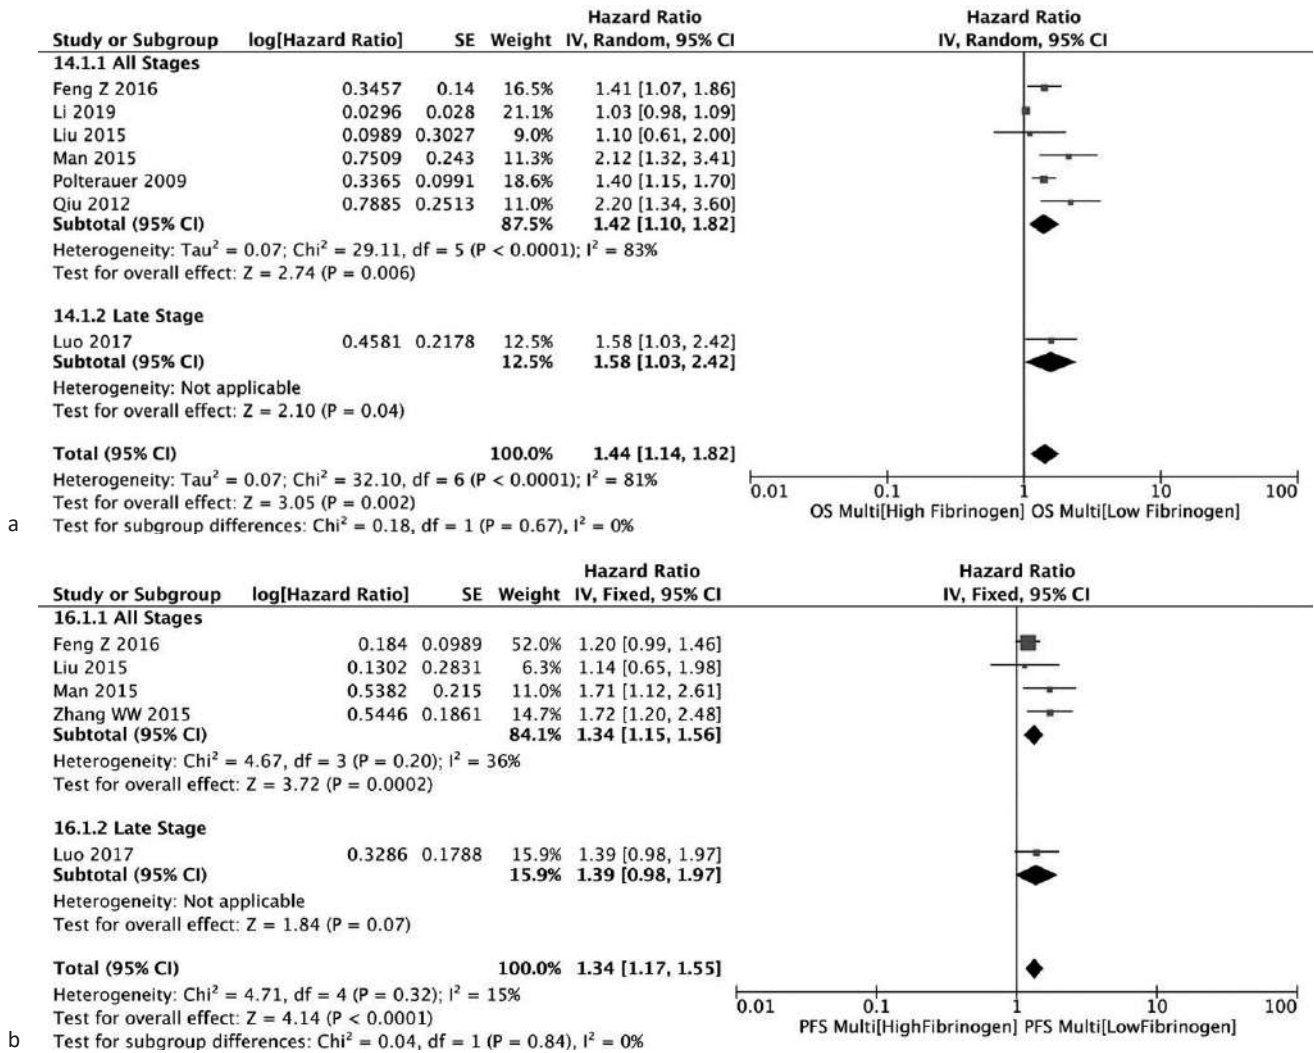 Hazard Ratio Hazard Ratio
Study or Subgroup log[Hazard Ratio] SE Weight IV, Random, 95% CI IV, Random, 95% CI
14.1.1 All Stages
Feng Z 2016 0.3457 0.14 16.5% 1.41 [1.07, 1.86]
Li 2019 0.0296 0.028 21.1% 1.03 [0.98, 1.09]
Liu 2015 0.0989 0.3027 9.0% 1.10 [0.61, 2.00]
Man 2015 0.7509 0.243 11.3% 2.12 [1.32, 3.41]
Polterauer 2009 0.3365 0.0991 18.6% 1.40 [1.15, 1.70]
Qiu 2012 0.7885 0.2513 11.0% 2.20 [1.34, 3.60]
Subtotal (95% CI) 87.5% 1.42 [1.10, 1.82]
Heterogeneity: Tau² = 0.07; Chi² = 29.11, df = 5 (P < 0.0001); I² = 83%
Test for overall effect: Z = 2.74 (P = 0.006)
14.1.2 Late Stage
Luo 2017 0.4581 0.2178 12.5% 1.58 [1.03, 2.42]
Subtotal (95% CI) 12.5% 1.58 [1.03, 2.42]
Heterogeneity: Not applicable
Test for overall effect: Z = 2.10 (P = 0.04)
Total (95% CI) 100.0% 1.44 [1.14, 1.82]
Heterogeneity: Tau² = 0.07; Chi² = 32.10, df = 6 (P < 0.0001); I² = 81%
0.01 0.1 1 10 100
Test for overall effect: Z = 3.05 (P = 0.002)
OS Multi[High Fibrinogen] OS Multi[Low Fibrinogen]
a Test for subgroup differences: Chi² = 0.18, df = 1 (P = 0.67), I² = 0%
Hazard Ratio Hazard Ratio
Study or Subgroup log[Hazard Ratio] SE Weight IV, Fixed, 95% CI IV, Fixed, 95% CI
16.1.1 All Stages
Feng Z 2016 0.184 0.0989 52.0% 1.20 [0.99, 1.46]
Liu 2015 0.1302 0.2831 6.3% 1.14 [0.65, 1.98]
Man 2015 0.5382 0.215 11.0% 1.71 [1.12, 2.61]
Zhang WW 2015 0.5446 0.1861 14.7% 1.72 [1.20, 2.48]
Subtotal (95% CI) 84.1% 1.34 [1.15, 1.56]
Heterogeneity: Chi² = 4.67, df = 3 (P = 0.20); I² = 36%
Test for overall effect: Z = 3.72 (P = 0.0002)
16.1.2 Late Stage
Luo 2017 0.3286 0.1788 15.9% 1.39 [0.98, 1.97]
Subtotal (95% CI) 15.9% 1.39 [0.98, 1.97]
Heterogeneity: Not applicable
Test for overall effect: Z = 1.84 (P = 0.07)
Total (95% CI) 100.0% 1.34 [1.17, 1.55]
Heterogeneity: Chi² = 4.71, df = 4 (P = 0.32); I² = 15%
0.01 0.1 1 10 100
Test for overall effect: Z = 4.14 (P < 0.0001)
PFS Multi[HighFibrinogen] PFS Multi[LowFibrinogen]
b Test for subgroup differences: Chi² = 0.04, df = 1 (P = 0.84), I² = 0%